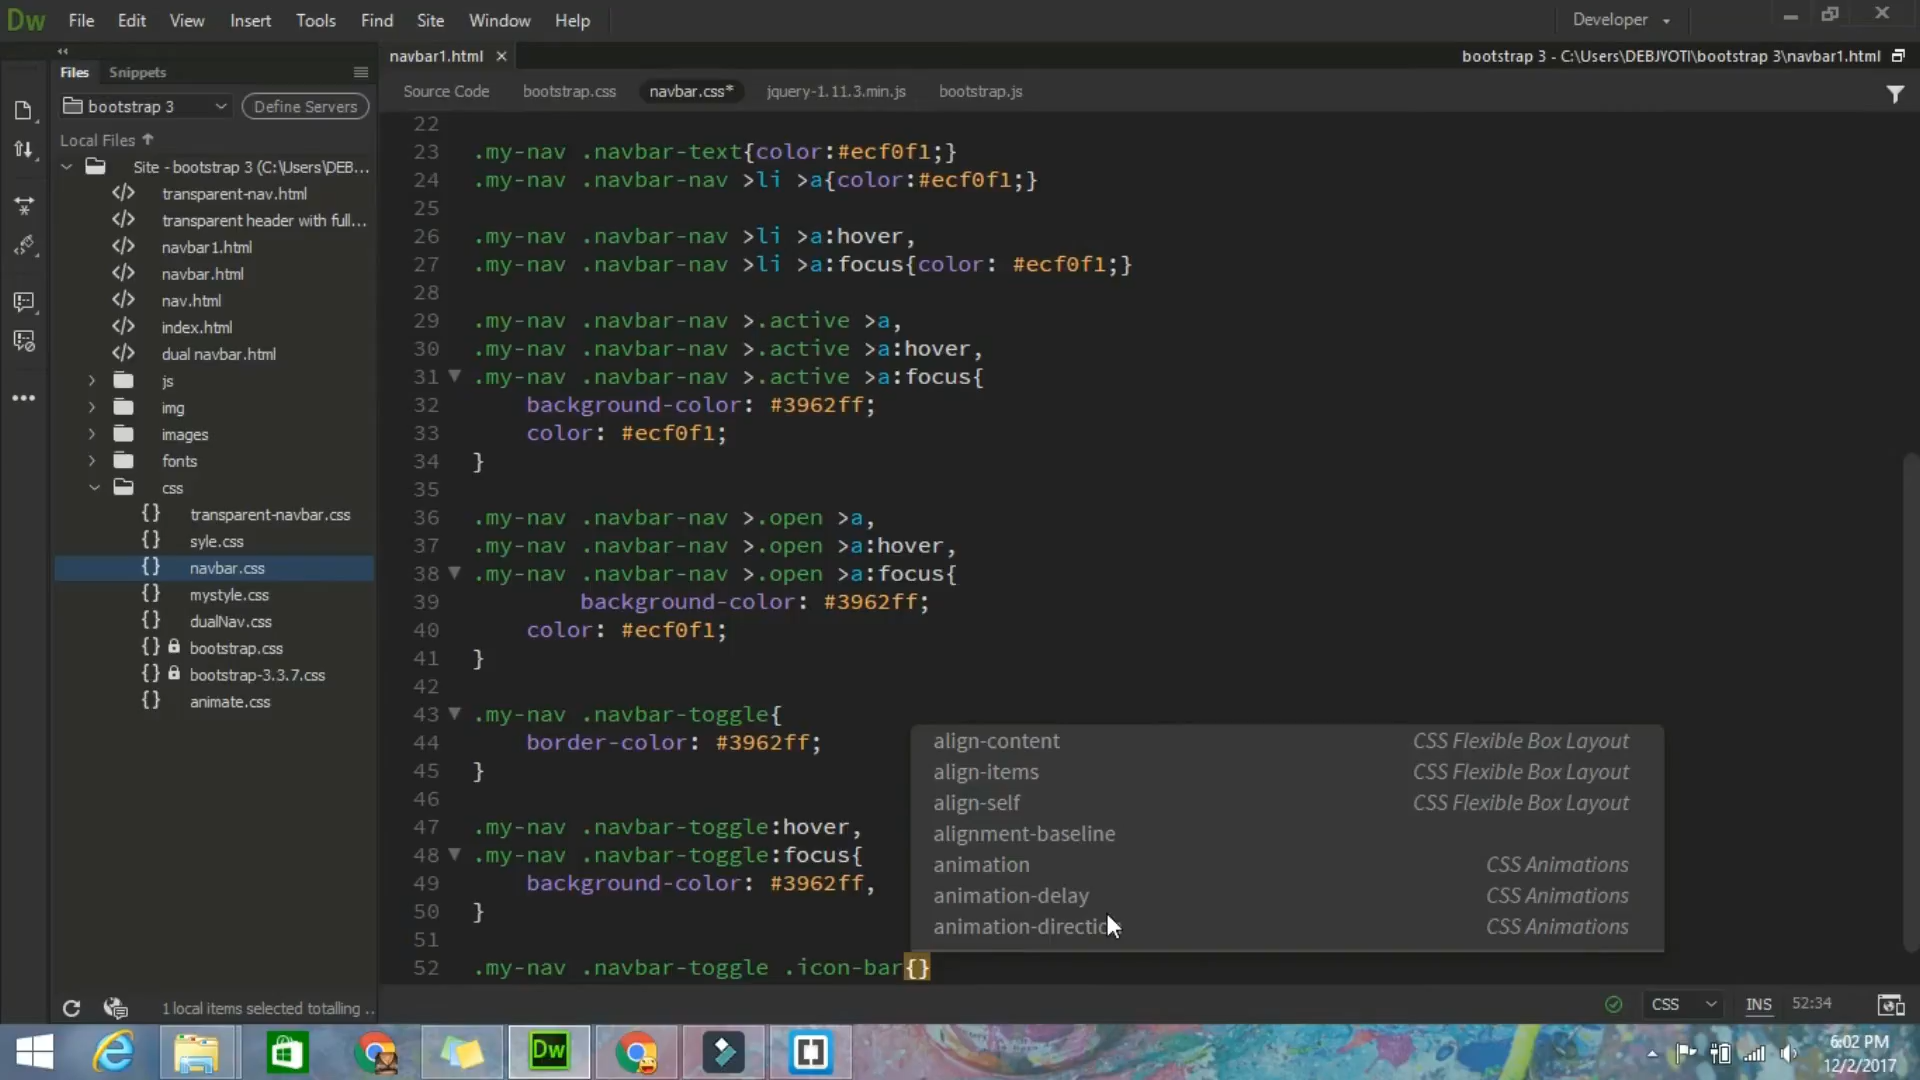 Dw File Edit View Insert Tools Find Site Window Help Developer
Files Snippets
navbar1.html
bootstrap 3 - C:\Users\DEBJYOTI\bootstrap 3\navbar1.html
bootstrap 3 Define Servers
Source Code bootstrap.css navbar.css* jquery-1.11.3.min.js bootstrap.js
Local Files
Site - bootstrap 3 (C:\Users\DEB...
transparent-nav.html
transparent header with full...
navbar1.html
navbar.html
nav.html
index.html
dual navbar.html
js
img
images
fonts
css
transparent-navbar.css
syle.css
navbar.css
mystyle.css
dualNav.css
bootstrap.css
bootstrap-3.3.7.css
animate.css
1 local items selected totalling ..
22
23 .my-nav .navbar-text{color:#ecf0f1;}
24 .my-nav .navbar-nav >li >a{color:#ecf0f1;}
25
26 .my-nav .navbar-nav >li >a:hover,
27 .my-nav .navbar-nav >li >a:focus{color: #ecf0f1;}
28
29 .my-nav .navbar-nav >.active >a,
30 .my-nav .navbar-nav >.active >a:hover,
31 .my-nav .navbar-nav >.active >a:focus{
32 background-color: #3962ff;
33 color: #ecf0f1;
34 }
35
36 .my-nav .navbar-nav >.open >a,
37 .my-nav .navbar-nav >.open >a:hover,
38 .my-nav .navbar-nav >.open >a:focus{
39 background-color: #3962ff;
40 color: #ecf0f1;
41 }
42
43 .my-nav .navbar-toggle{
44 border-color: #3962ff;
45 }
46
47 .my-nav .navbar-toggle:hover,
48 .my-nav .navbar-toggle:focus{
49 background-color: #3962ff,
50 }
51
52 .my-nav .navbar-toggle .icon-bar{}
align-content CSS Flexible Box Layout
align-items CSS Flexible Box Layout
align-self CSS Flexible Box Layout
alignment-baseline
animation CSS Animations
animation-delay CSS Animations
animation-directio CSS Animations
CSS INS 52:34
Dw
6:02 PM
12/2/2017